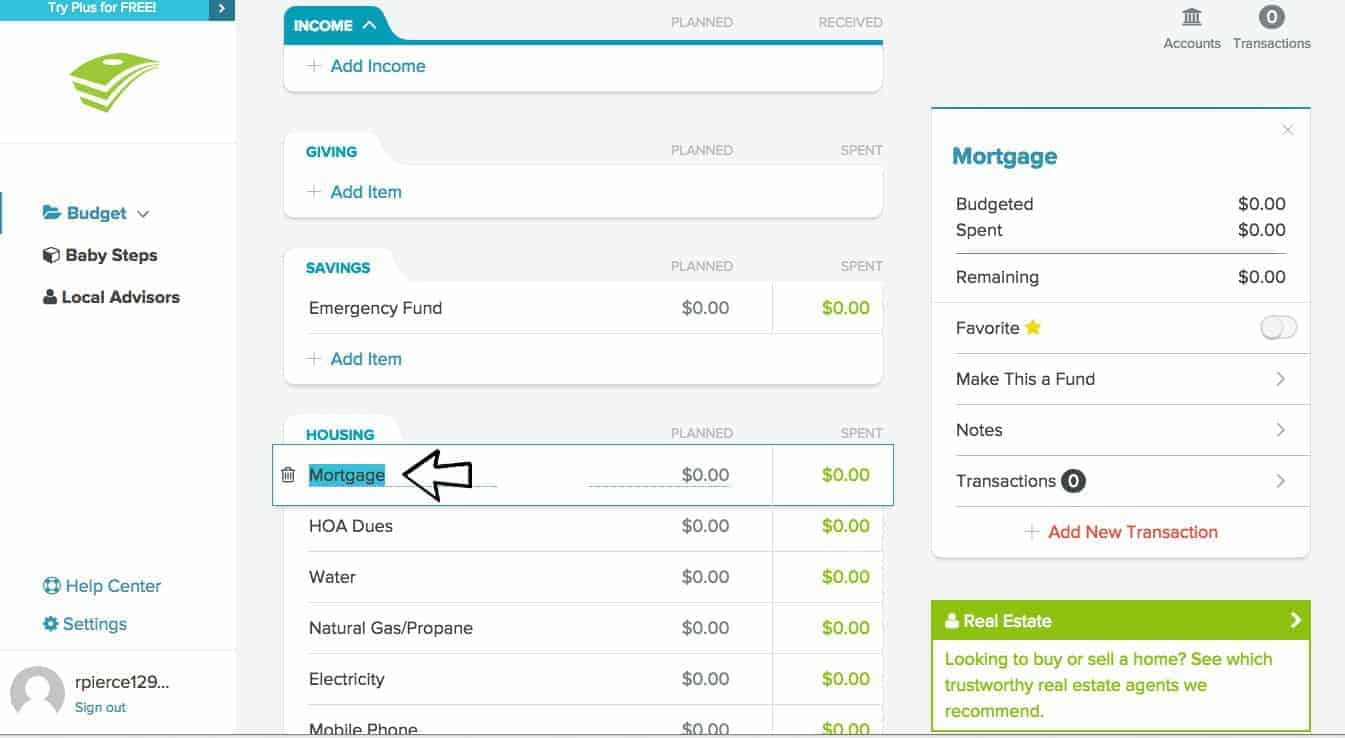 Try Plus for FREE!
Budget
Baby Steps
Local Advisors
Help Center
Settings
rpierce129...
Sign out
INCOME PLANNED RECEIVED
Add Income
GIVING PLANNED SPENT
Add Item
SAVINGS PLANNED SPENT
Emergency Fund $0.00 $0.00
Add Item
HOUSING PLANNED SPENT
Mortgage $0.00 $0.00
HOA Dues $0.00 $0.00
Water $0.00 $0.00
Natural Gas/Propane $0.00 $0.00
Electricity $0.00 $0.00
Mobile Phone $0.00 $0.00
Accounts
0
Transactions
Mortgage
Budgeted $0.00
Spent $0.00
Remaining $0.00
Favorite
Make This a Fund
Notes
Transactions 0
Add New Transaction
Real Estate
Looking to buy or sell a home? See which
trustworthy real estate agents we
recommend.